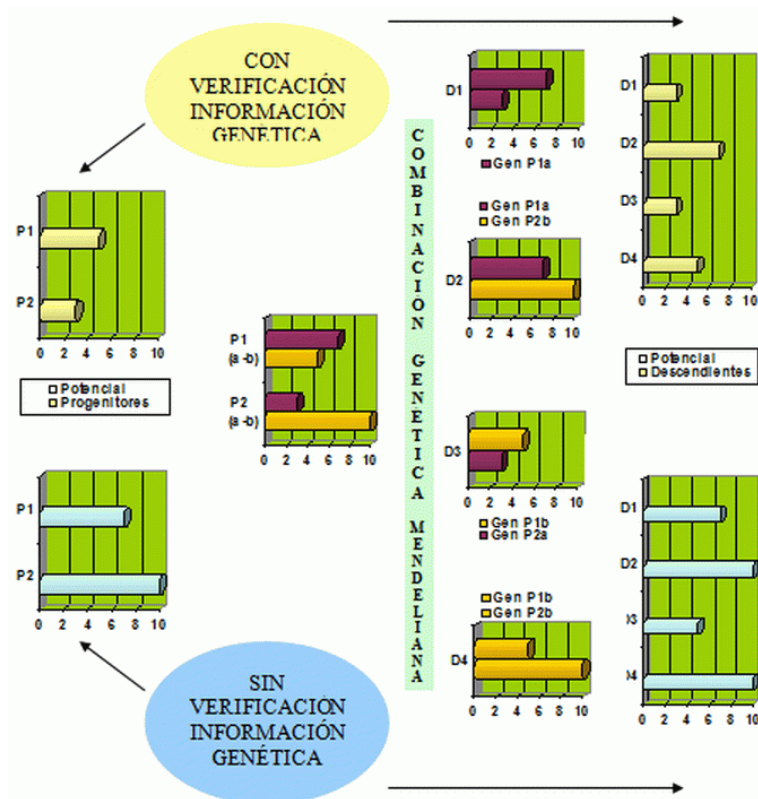 CON
VERIFICACIÓN
INFORMACIÓN
GENÉTICA
P1
P2
0 2 4 6 8 10
Potencial
Progenitores
P1
(a -b)
P2
(a -b)
0 2 4 6 8 10
P1
P2
0 2 4 6 8 10
SIN
VERIFICACIÓN
INFORMACIÓN
GENÉTICA
COMBINACIÓN GENÉTICA MENDELIANA
D1
0 2 4 6 8 10
Gen P1a
Gen P1a
Gen P2b
D2
0 2 4 6 8 10
D3
0 2 4 6 8 10
Gen P1b
Gen P2a
Gen P1b
Gen P2b
D4
0 2 4 6 8 10
D1
D2
D3
D4
0 2 4 6 8 10
Potencial
Descendientes
D1
D2
D3
D4
0 2 4 6 8 10